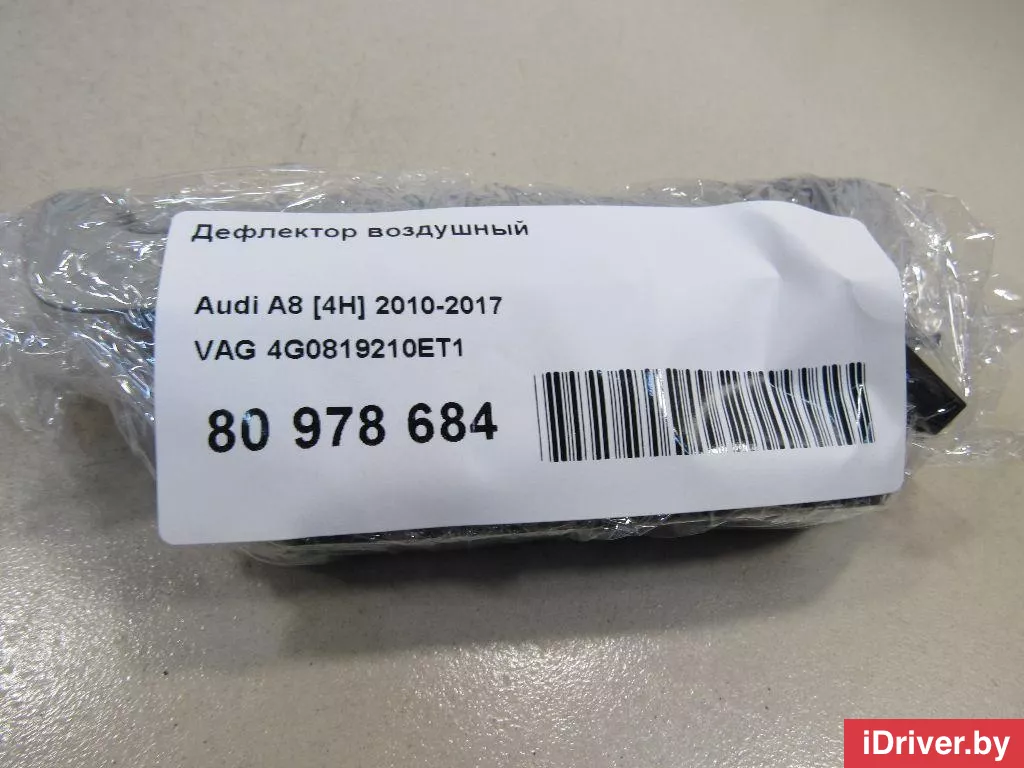 Дефлектор воздушный
Audi A8 [4H] 2010-2017
VAG 4G0819210ET1
80 978 684
iDriver.by